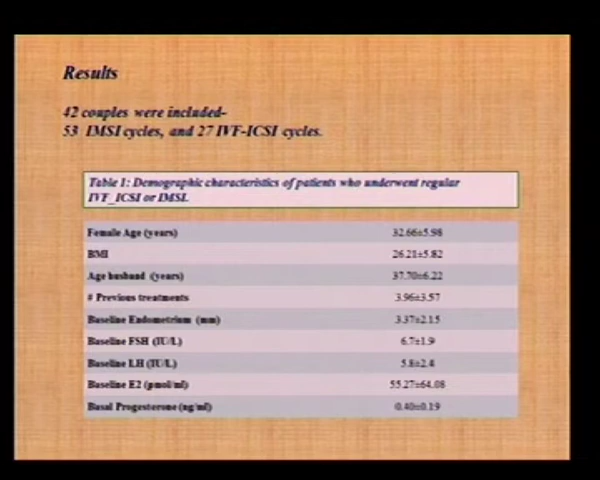 Results
42 couples were included-
53 IMSI cycles, and 27 IVF-ICSI cycles.
Table 1: Demographic characteristics of patients who underwent regular
IVF_ICSI or IMSI.
Female Age (years) 32.66±5.98
BMI 26.21±5.82
Age husband (years) 37.70±6.22
# Previous treatments 3.96±3.57
Baseline Endometrium (mm) 3.37±2.15
Baseline FSH (IU/L) 6.7±1.9
Baseline LH (IU/L) 5.8±2.4
Baseline E2 (pmol/ml) 55.27±64.08
Basal Progesterone (ng/ml) 0.40±0.19